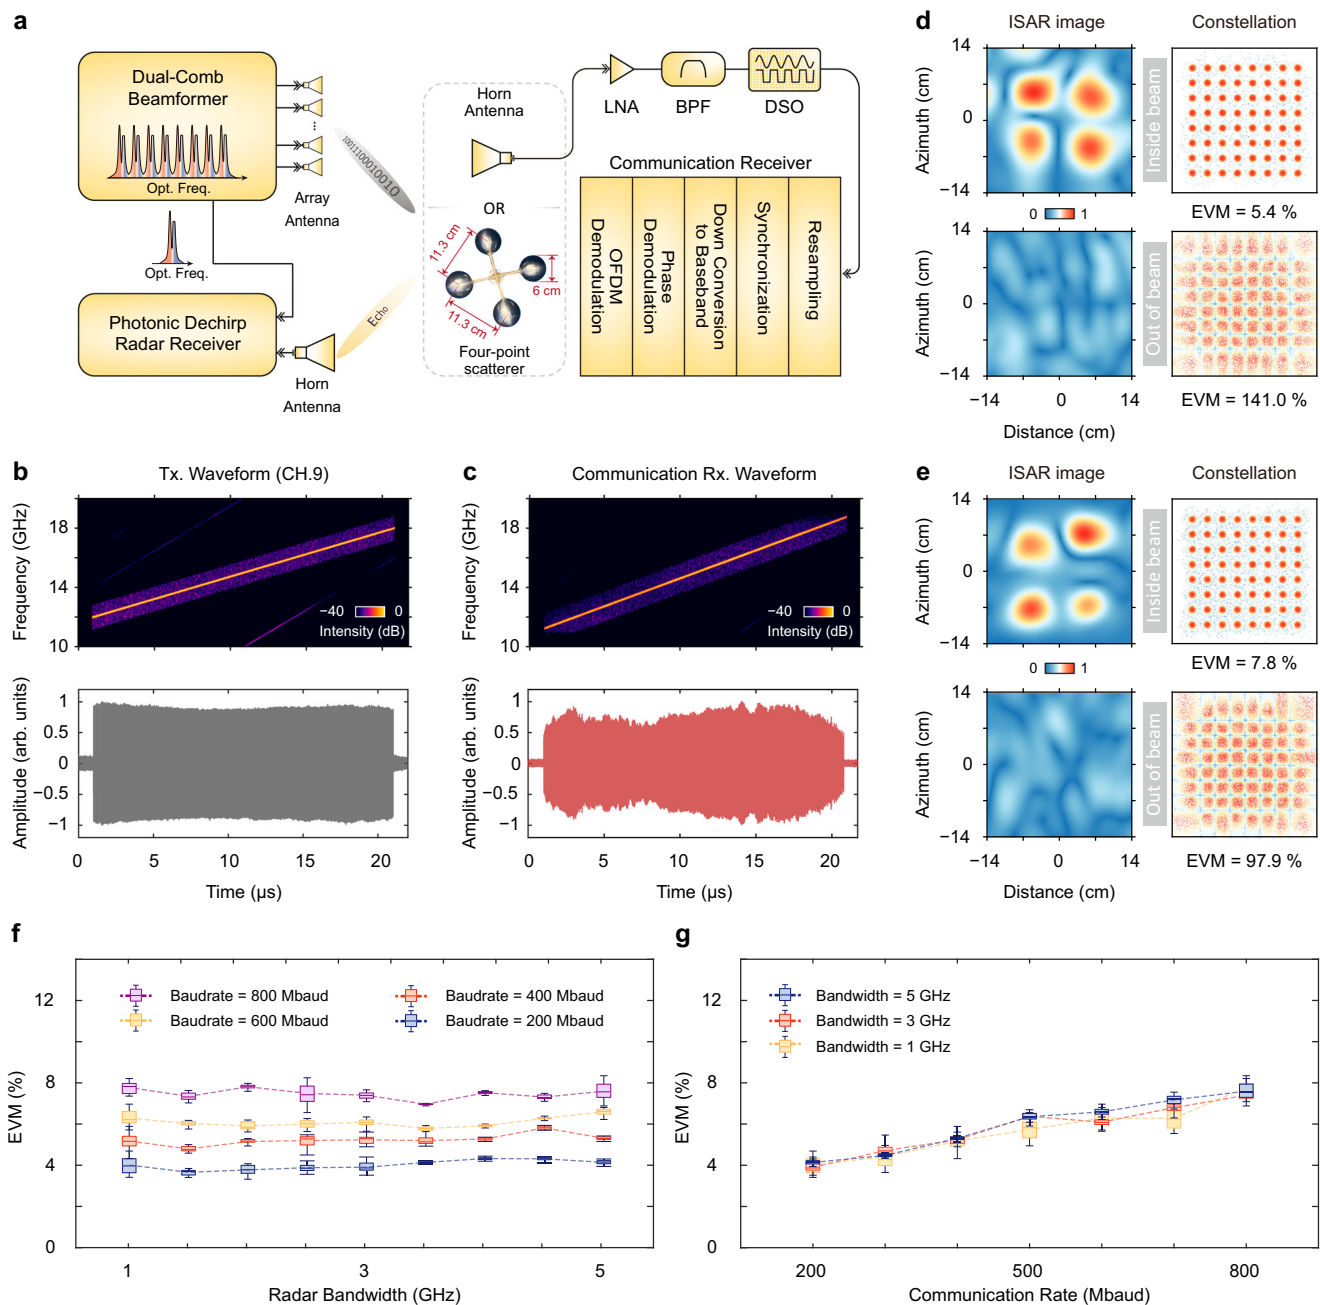 a
Dual-Comb
Beamformer
Opt. Freq.
Array
Antenna
Opt. Freq.
Photonic Dechirp
Radar Receiver
Horn
Antenna
10011100010010
Echo
Horn
Antenna
OR
11.3 cm
6 cm
11.3 cm
Four-point
scatterer
LNA
BPF
DSO
Communication Receiver
OFDM
Demodulation
Phase
Demodulation
Down Conversion
to Baseband
Synchronization
Resampling
d
ISAR image
Constellation
14
0
−14
Azimuth (cm)
Inside beam
EVM = 5.4 %
0
1
14
0
−14
Azimuth (cm)
Out of beam
EVM = 141.0 %
−14
0
14
Distance (cm)
b
Tx. Waveform (CH.9)
Frequency (GHz)
18
14
10
−40
0
Intensity (dB)
Amplitude (arb. units)
1
0.5
0
−0.5
−1
0
5
10
15
20
Time (μs)
c
Communication Rx. Waveform
Frequency (GHz)
18
14
10
−40
0
Intensity (dB)
Amplitude (arb. units)
1
0.5
0
−0.5
−1
0
5
10
15
20
Time (μs)
e
ISAR image
Constellation
14
0
−14
Azimuth (cm)
Inside beam
EVM = 7.8 %
0
1
14
0
−14
Azimuth (cm)
Out of beam
EVM = 97.9 %
−14
0
14
Distance (cm)
f
EVM (%)
12
8
4
0
Baudrate = 800 Mbaud
Baudrate = 400 Mbaud
Baudrate = 600 Mbaud
Baudrate = 200 Mbaud
1
3
5
Radar Bandwidth (GHz)
g
EVM (%)
12
8
4
0
Bandwidth = 5 GHz
Bandwidth = 3 GHz
Bandwidth = 1 GHz
200
500
800
Communication Rate (Mbaud)